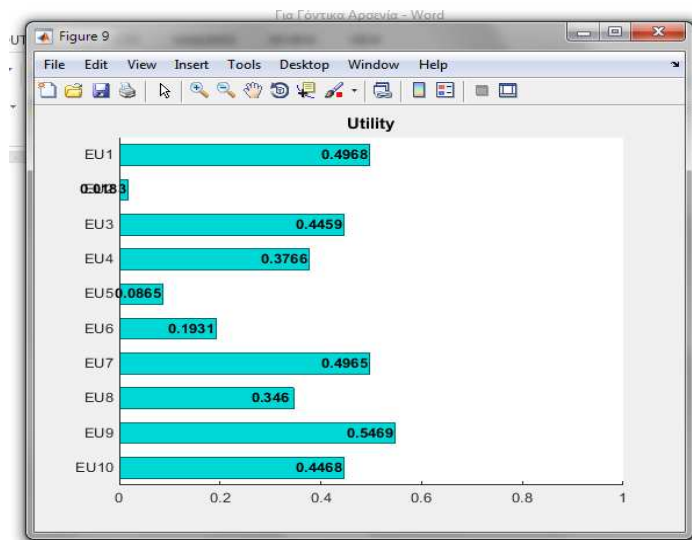 Για Γόντικα Αρσενία - Word
Figure 9
File Edit View Insert Tools Desktop Window Help
Utility
EU1 0.4968
0.0183
EU3 0.4459
EU4 0.3766
EU5 0.0865
EU6 0.1931
EU7 0.4965
EU8 0.346
EU9 0.5469
EU10 0.4468
0 0.2 0.4 0.6 0.8 1